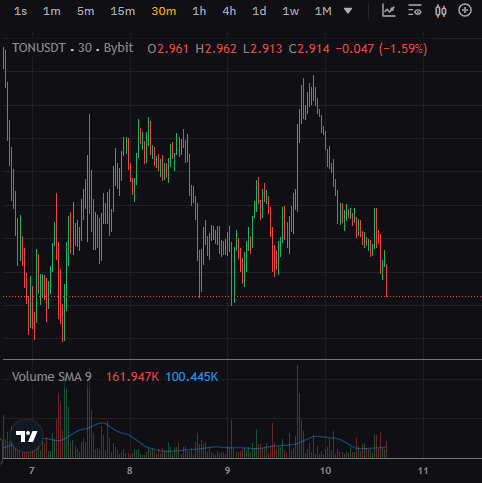 1s 1m 5m 15m 30m 1h 4h 1d 1w 1M
TONUSDT · 30 · Bybit O2.961 H2.962 L2.913 C2.914 −0.047 (−1.59%)
Volume SMA 9 161.947K 100.445K
7 8 9 10 11